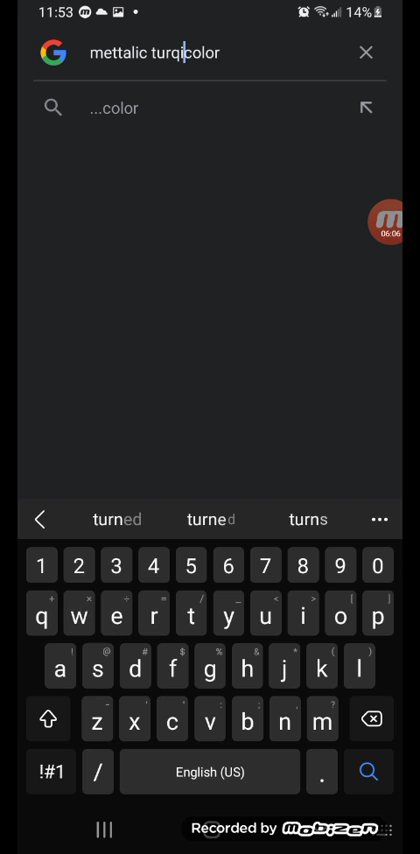 11:53 14%
mettalic turqicolor
...color
06:06
turned turned turns
1 2 3 4 5 6 7 8 9 0
q w e r t y u i o p
a s d f g h j k l
z x c v b n m
!#1 / English (US) .
Recorded by mobizen